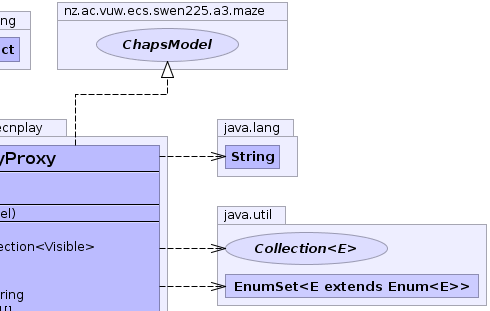 nz.ac.vuw.ecs.swen225.a3.maze
ng
ct
ChapsModel
ecnplay
java.lang
yProxy
String
el)
java.util
ection<Visible>
Collection<E>
EnumSet<E extends Enum<E>>
ring